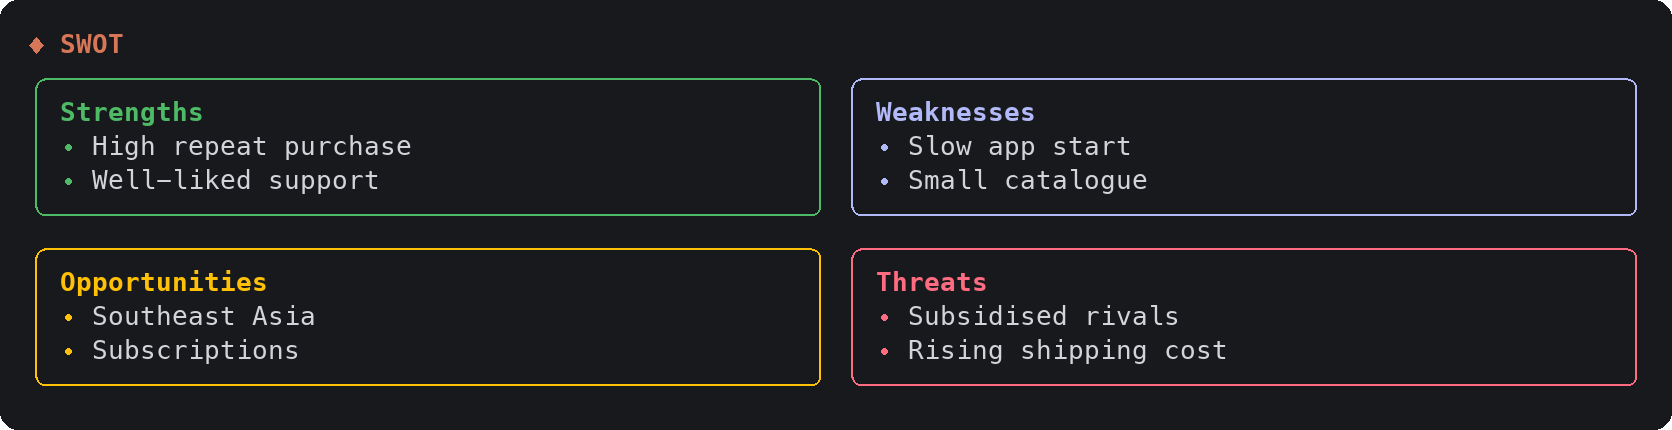 ♦ SWOT
Strengths
• High repeat purchase
• Well–liked support
Weaknesses
• Slow app start
• Small catalogue
Opportunities
• Southeast Asia
• Subscriptions
Threats
• Subsidised rivals
• Rising shipping cost